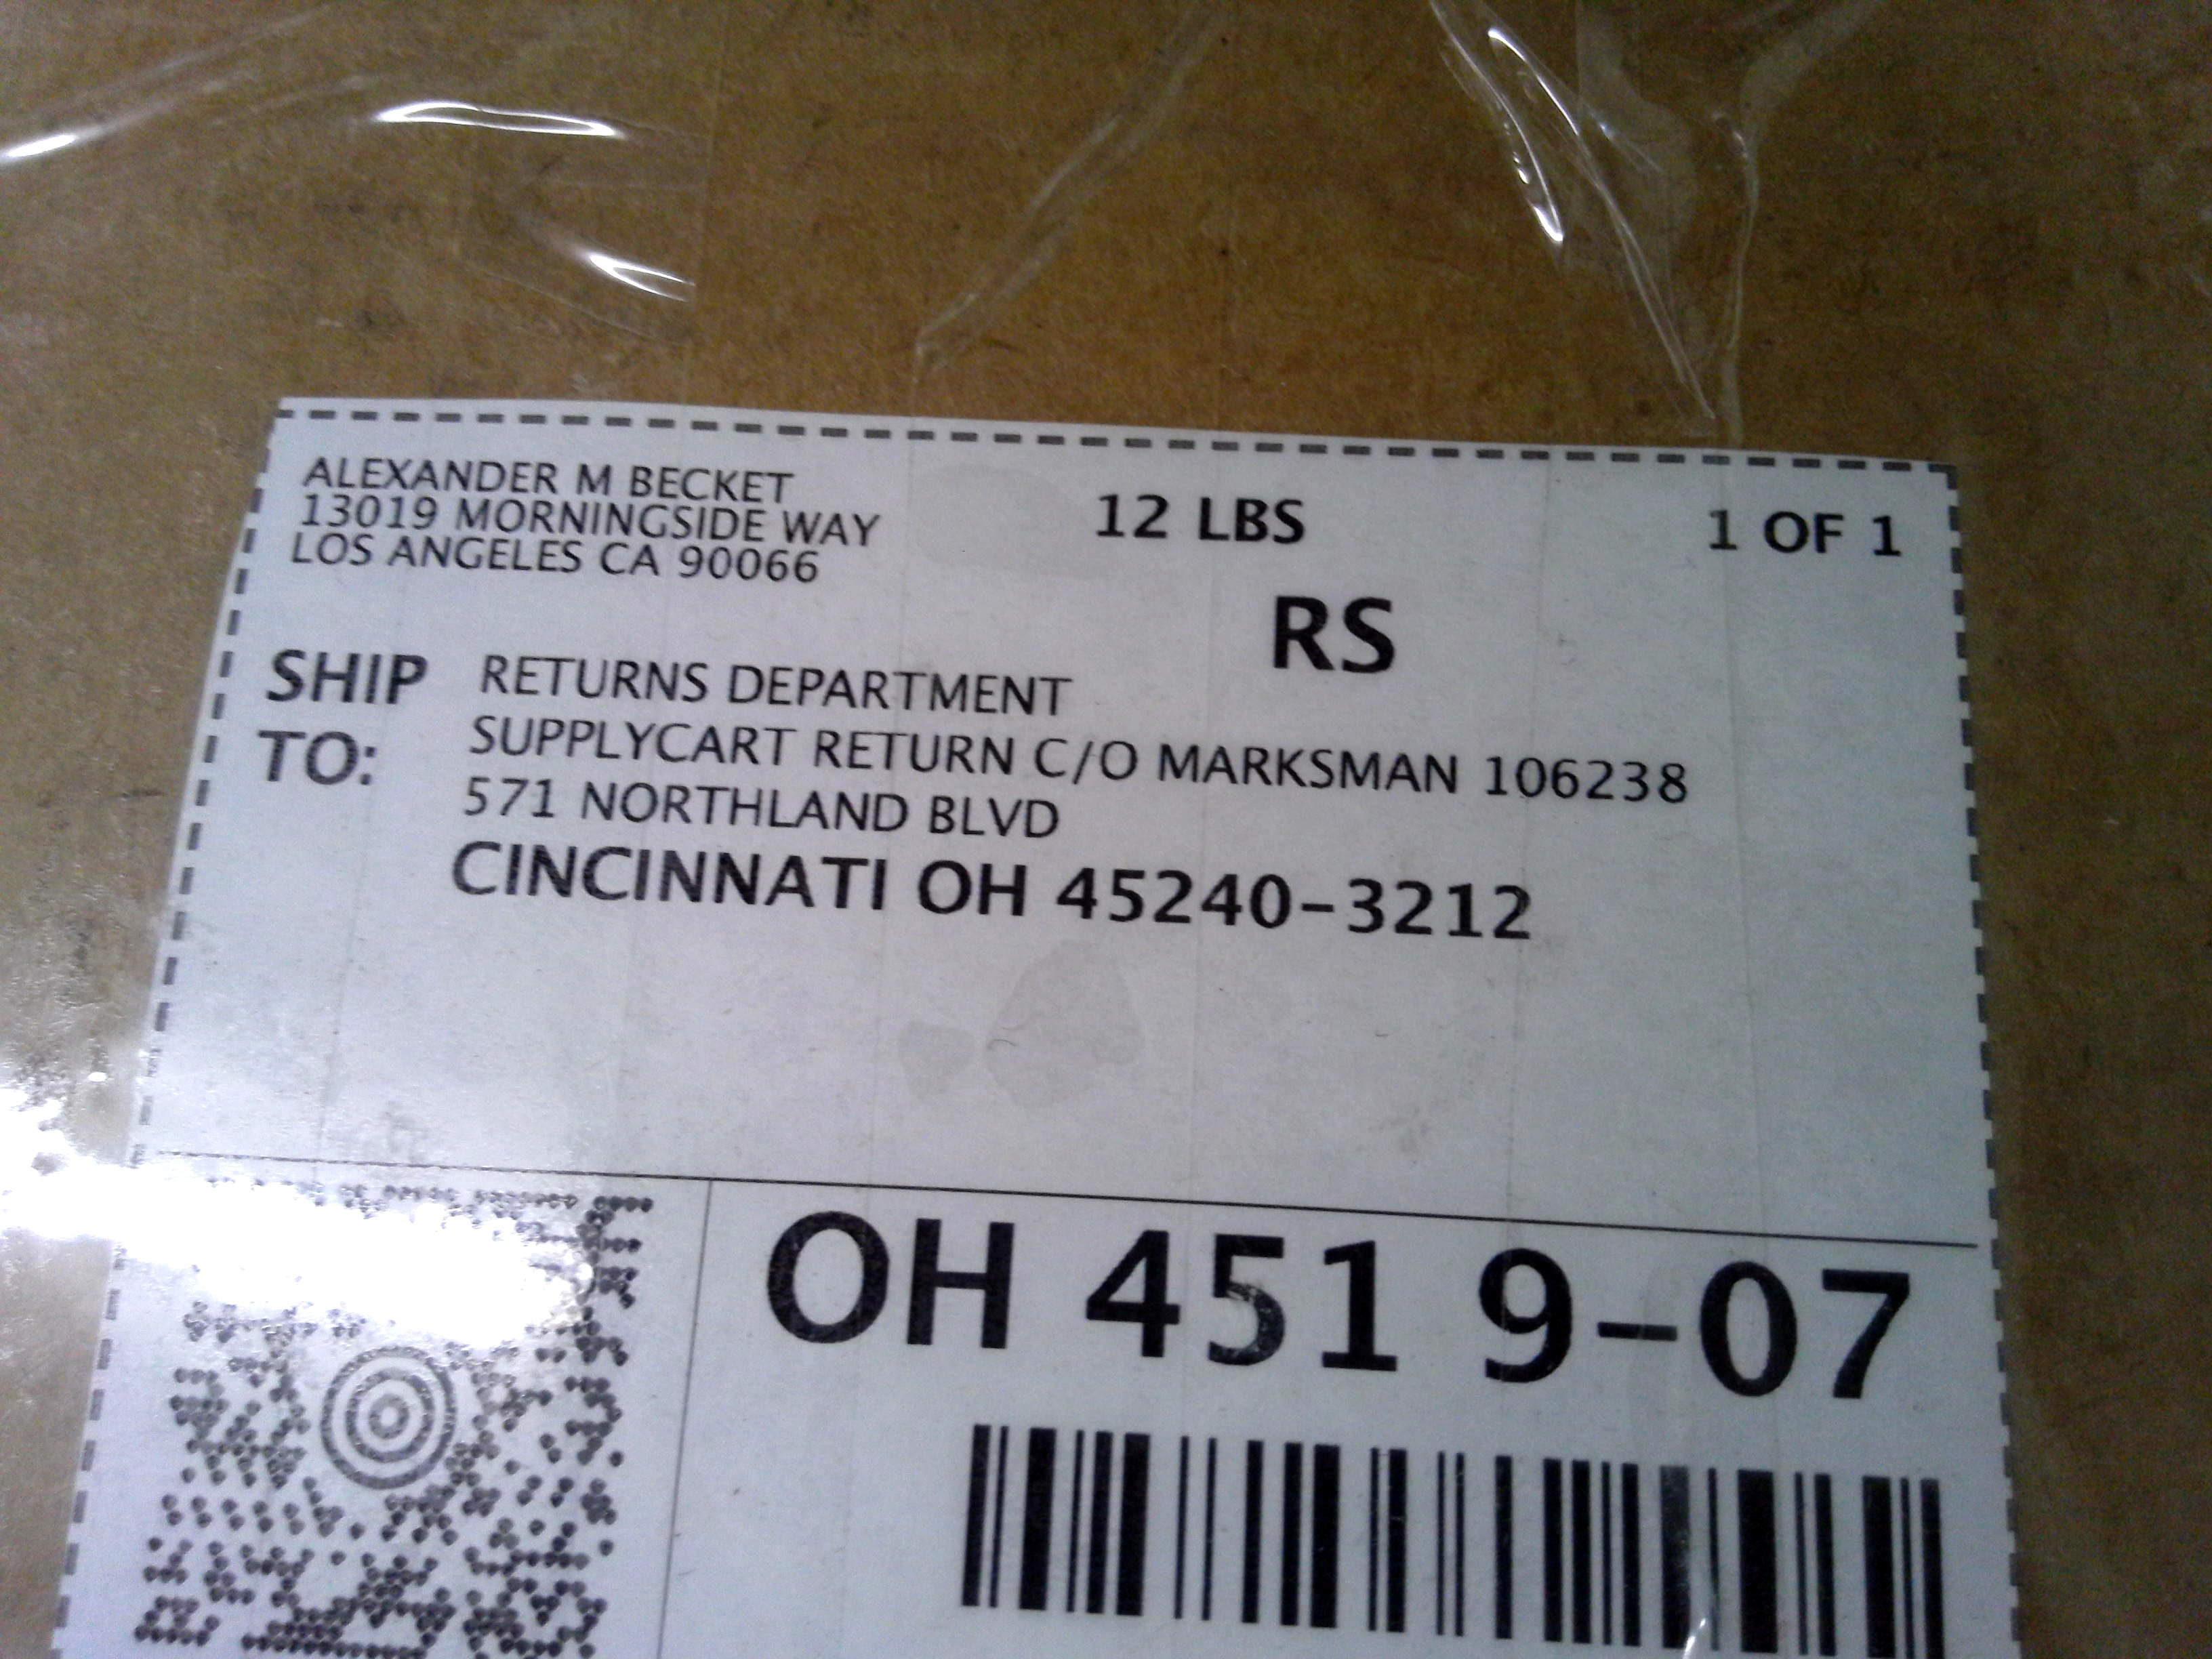 ALEXANDER M BECKET
13019 MORNINGSIDE WAY
LOS ANGELES CA 90066
12 LBS
1 OF 1
RS
SHIP TO:
RETURNS DEPARTMENT
SUPPLYCART RETURN C/O MARKSMAN 106238
571 NORTHLAND BLVD
CINCINNATI OH 45240-3212
OH 451 9-07